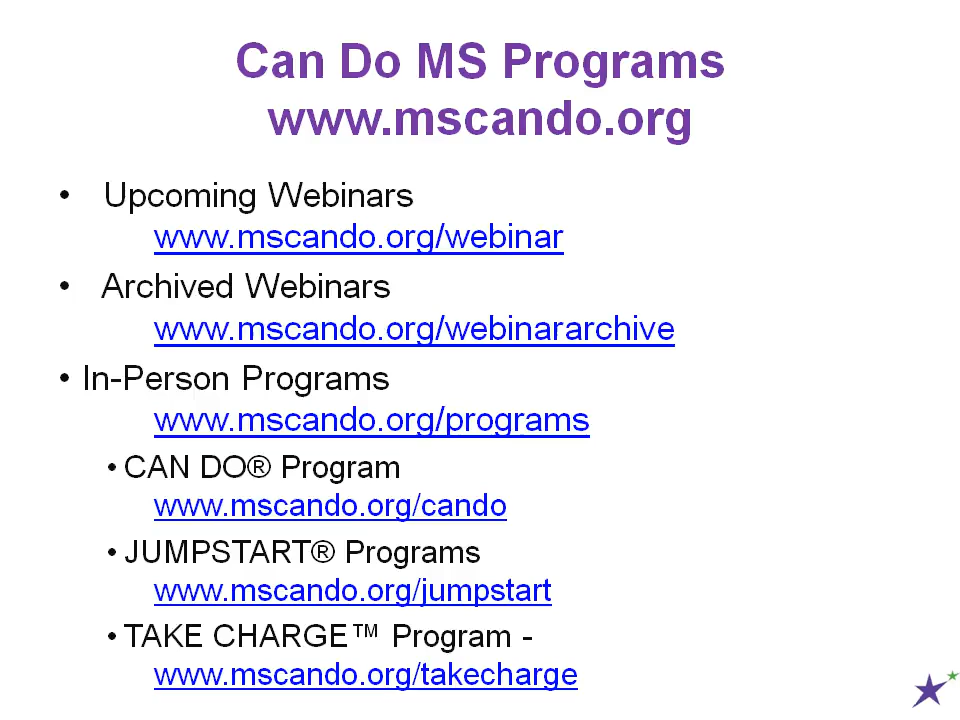 Can Do MS Programs
www.mscando.org
• Upcoming Webinars
www.mscando.org/webinar
• Archived Webinars
www.mscando.org/webinararchive
• In-Person Programs
www.mscando.org/programs
• CAN DO® Program
www.mscando.org/cando
• JUMPSTART® Programs
www.mscando.org/jumpstart
• TAKE CHARGE™ Program -
www.mscando.org/takecharge